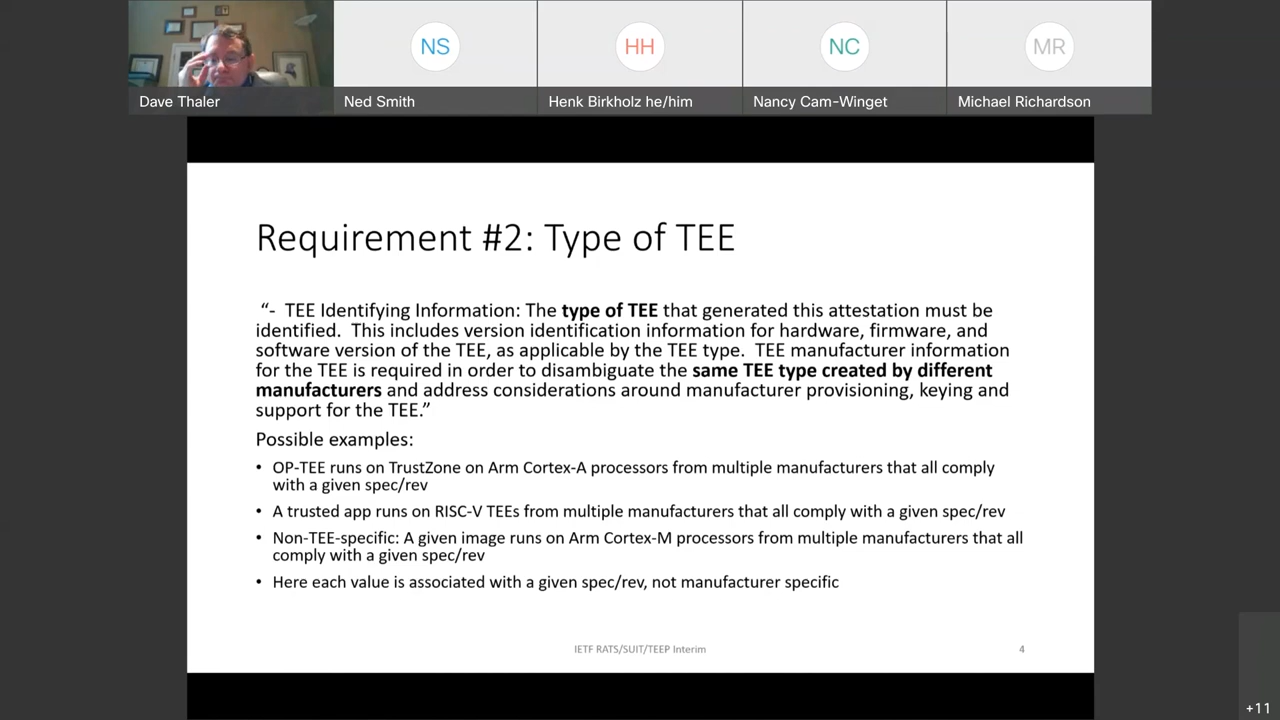 NS
HH
NC
MR
Dave Thaler
Ned Smith
Henk Birkholz he/him
Nancy Cam-Winget
Michael Richardson
Requirement #2: Type of TEE
“- TEE Identifying Information: The type of TEE that generated this attestation must be
identified. This includes version identification information for hardware, firmware, and
software version of the TEE, as applicable by the TEE type. TEE manufacturer information
for the TEE is required in order to disambiguate the same TEE type created by different
manufacturers and address considerations around manufacturer provisioning, keying and
support for the TEE.”
Possible examples:
• OP-TEE runs on TrustZone on Arm Cortex-A processors from multiple manufacturers that all comply
with a given spec/rev
• A trusted app runs on RISC-V TEEs from multiple manufacturers that all comply with a given spec/rev
• Non-TEE-specific: A given image runs on Arm Cortex-M processors from multiple manufacturers that all
comply with a given spec/rev
• Here each value is associated with a given spec/rev, not manufacturer specific
IETF RATS/SUIT/TEEP Interim
4
+11